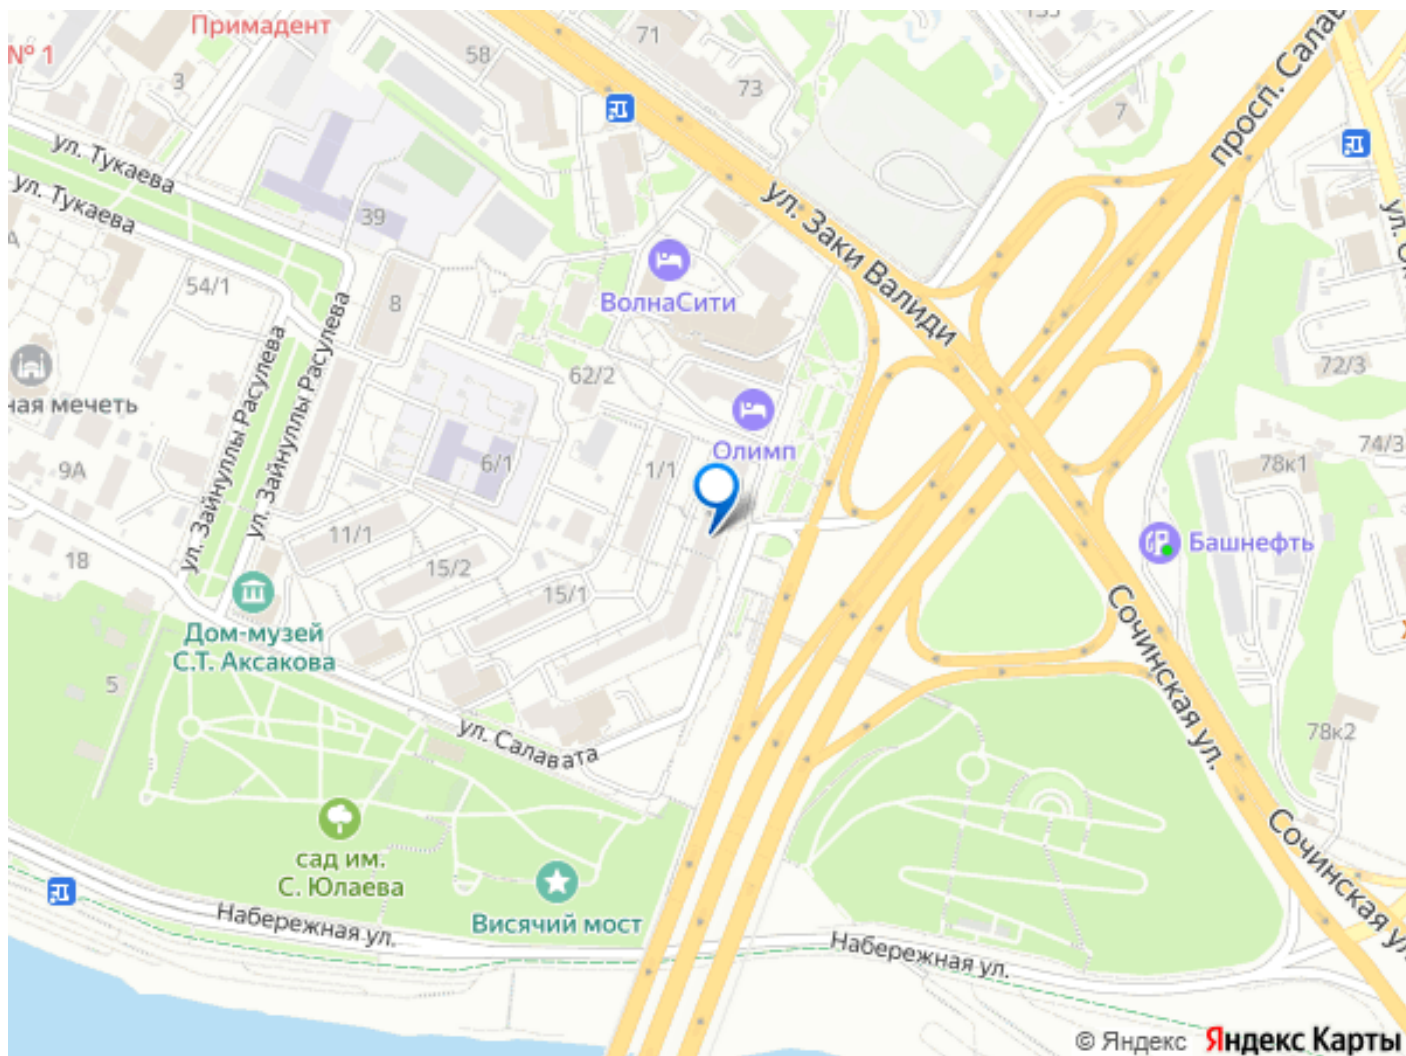 Примадент
№ 1
3
58
71
73
133
7
просп. Салав
ул. Тукаева
ул. Тукаева
39
ул. Заки Валиди
54/1
8
ВолнаСити
62/2
72/3
ная мечеть
ул. Зайнуллы Расулева
ул. Зайнуллы Расулева
Олимп
9А
6/1
1/1
78к1
74/3
11/1
15/2
15/1
18
Башнефть
Дом-музей
С.Т. Аксакова
5
Сочинская ул.
ул. Салавата
78к2
сад им.
С. Юлаева
Висячий мост
Сочинская ул.
Набережная ул.
Набережная ул.
© Яндекс Яндекс Карты